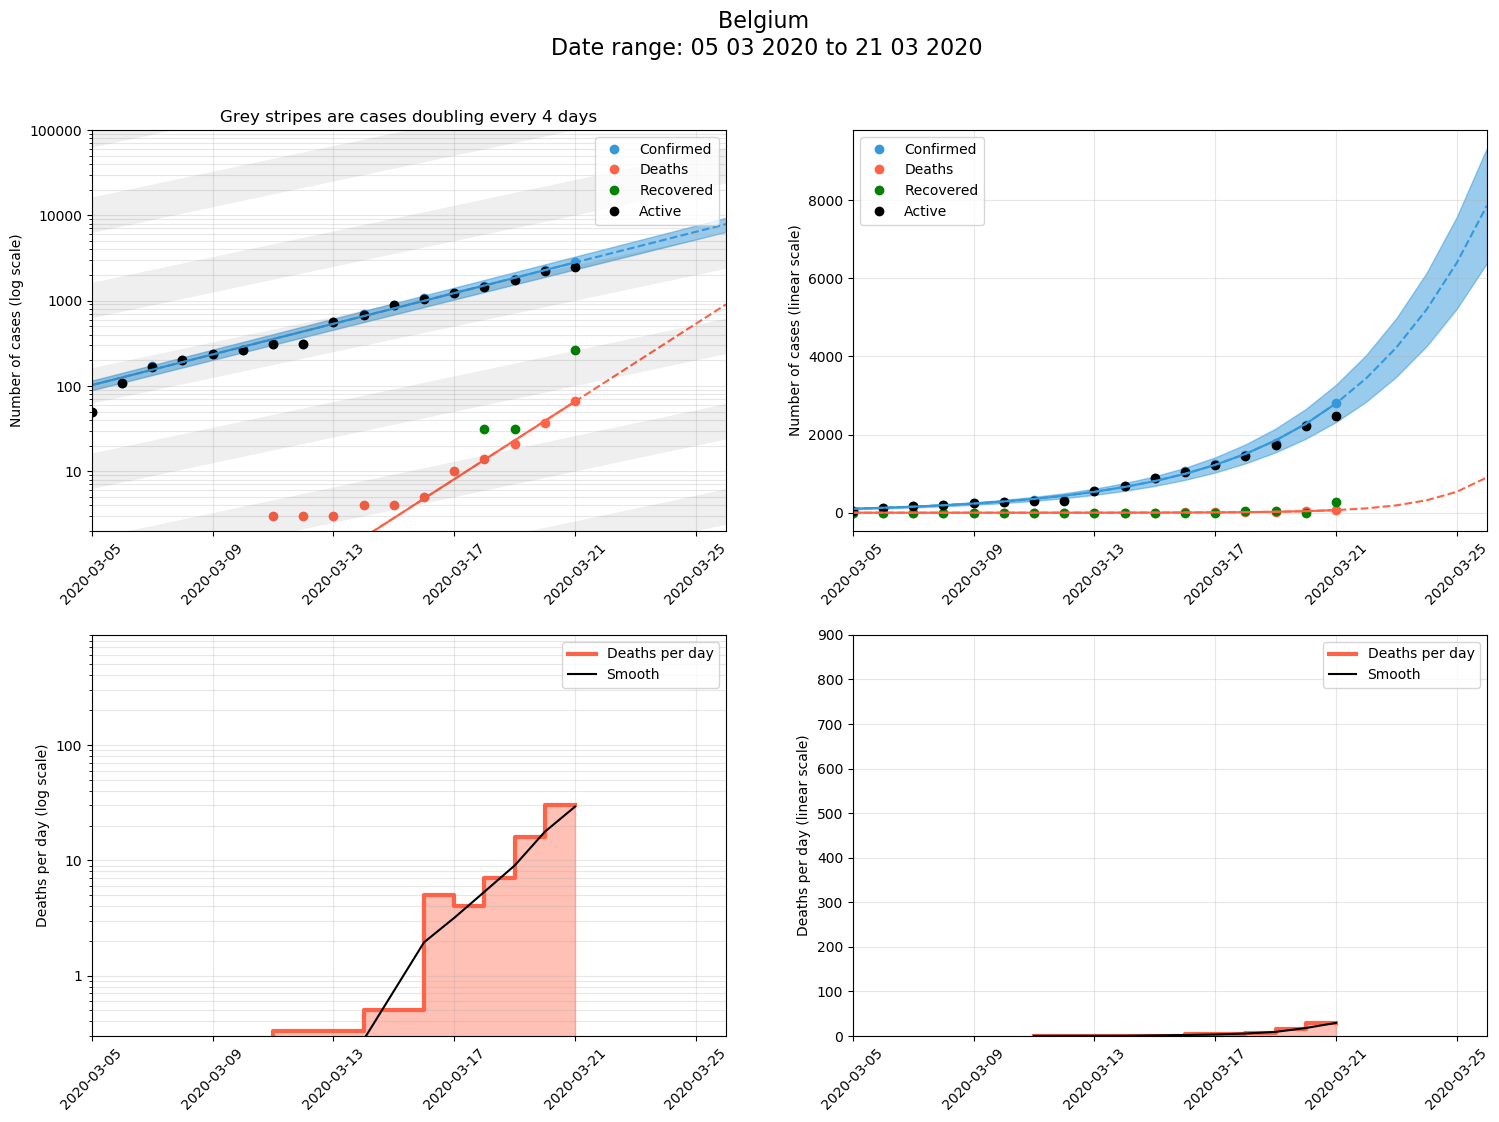 Belgium
Date range: 05 03 2020 to 21 03 2020
Grey stripes are cases doubling every 4 days
Number of cases (log scale)
100000
10000
1000
100
10
Confirmed
Deaths
Recovered
Active
2020-03-05
2020-03-09
2020-03-13
2020-03-17
2020-03-21
2020-03-25
Number of cases (linear scale)
8000
6000
4000
2000
0
Confirmed
Deaths
Recovered
Active
2020-03-05
2020-03-09
2020-03-13
2020-03-17
2020-03-21
2020-03-25
Deaths per day (log scale)
100
10
1
Deaths per day
Smooth
2020-03-05
2020-03-09
2020-03-13
2020-03-17
2020-03-21
2020-03-25
Deaths per day (linear scale)
900
800
700
600
500
400
300
200
100
0
Deaths per day
Smooth
2020-03-05
2020-03-09
2020-03-13
2020-03-17
2020-03-21
2020-03-25